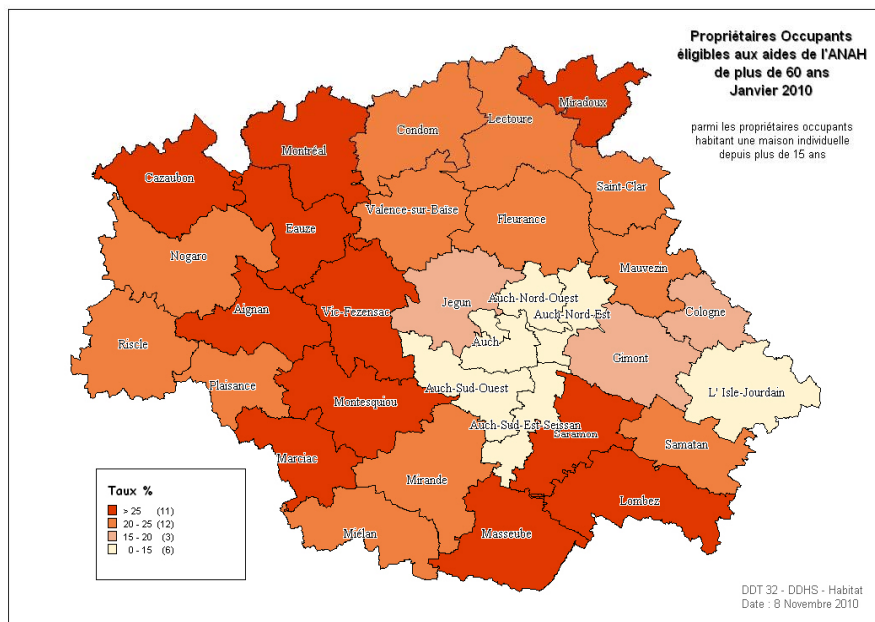 Propriétaires Occupants
éligibles aux aides de l'ANAH
de plus de 60 ans
Janvier 2010
parmi les propriétaires occupants
habitant une maison individuelle
depuis plus de 15 ans
Miradoux
Lectoure
Condom
Montréal
Cazaubon
Saint-Clar
Valence-sur-Baise
Fleurance
Eauze
Nogaro
Mauvezin
Auch-Nord-Ouest
Jegun
Aignan
Vic-Fezensac
Auch-Nord-Est
Cologne
Auch
Riscle
Gimont
Plaisance
Auch-Sud-Ouest
L' Isle-Jourdain
Montesquiou
Auch-Sud-Est-Seissan
Saramon
Samatan
Marciac
Mirande
Lombez
Miélan
Masseube
Taux %
> 25 (11)
20 - 25 (12)
15 - 20 (3)
0 - 15 (6)
DDT 32 - DDHS - Habitat
Date : 8 Novembre 2010